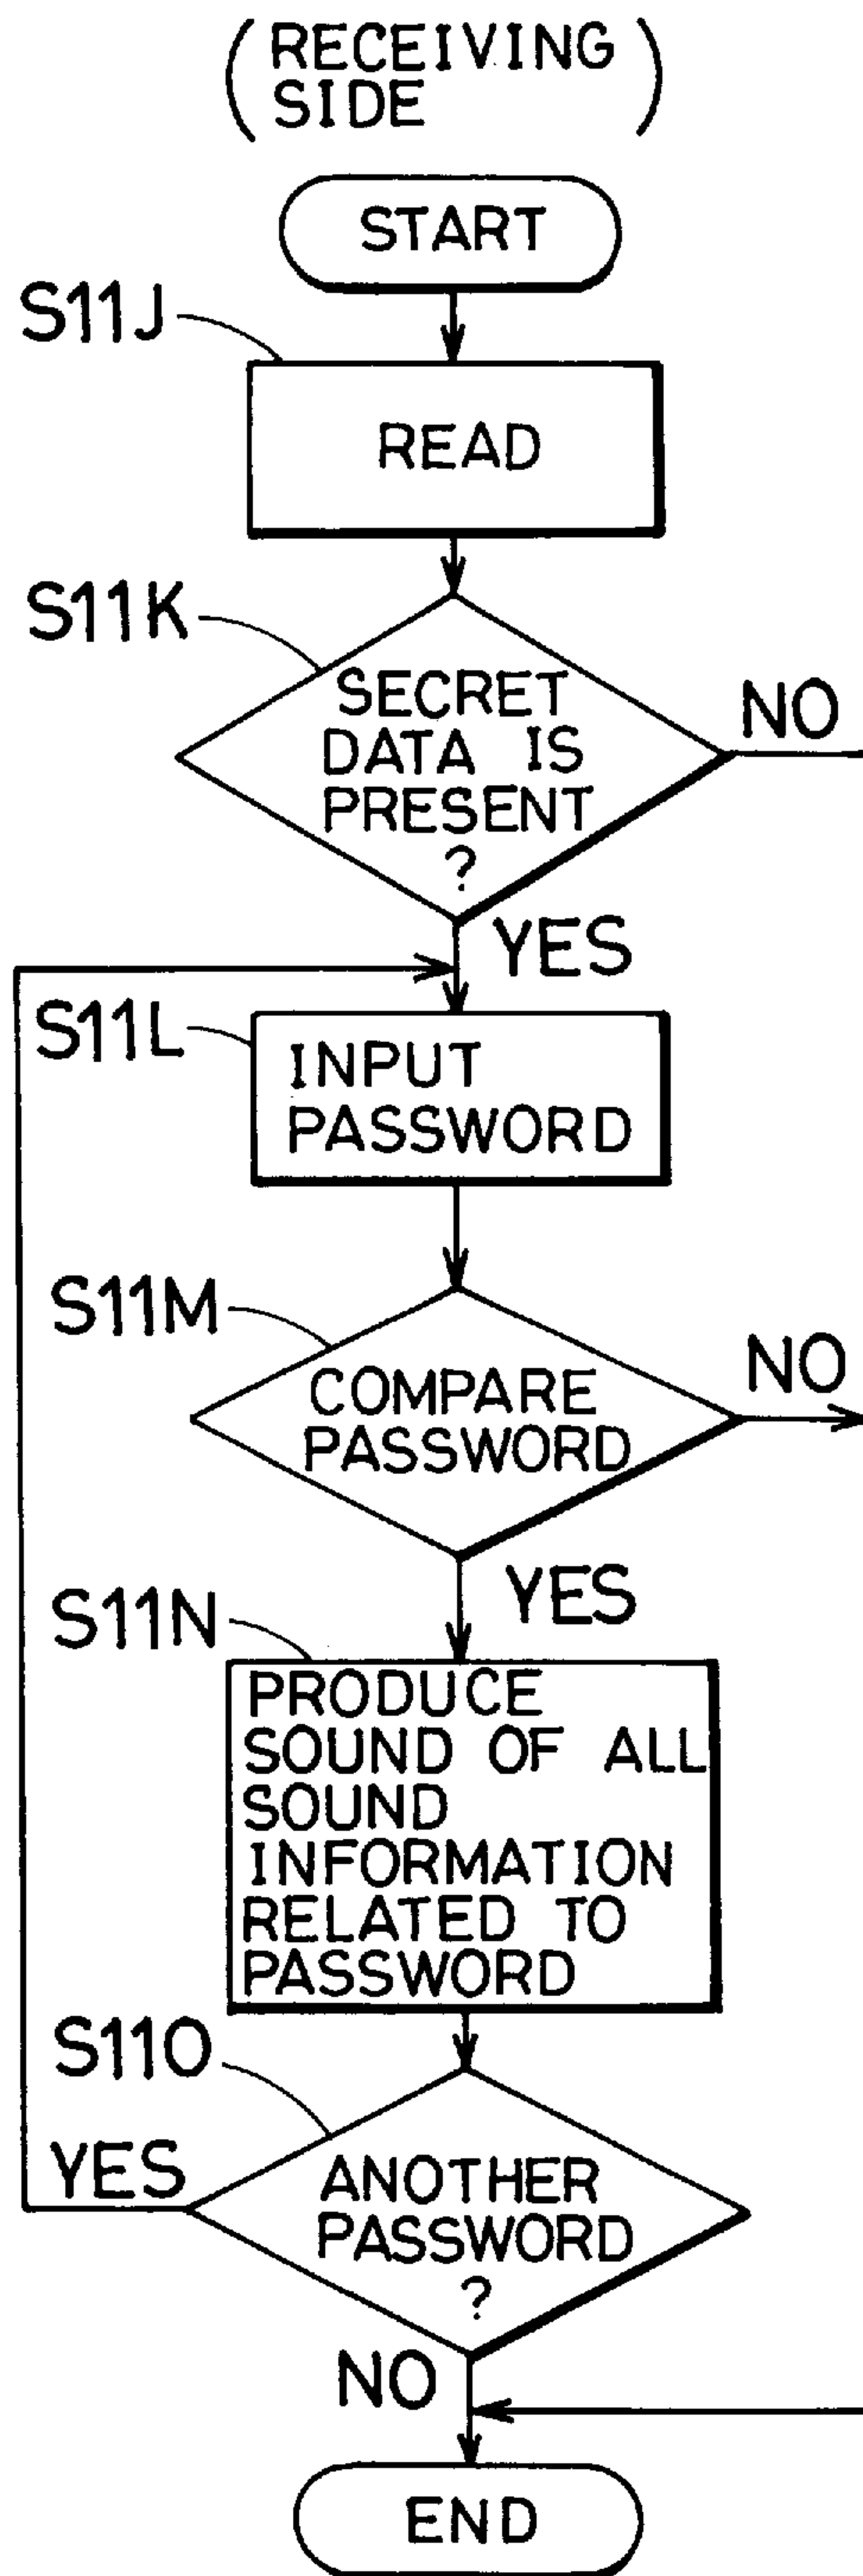 (RECEIVING
SIDE)
START
S11J
READ
S11K
SECRET
DATA IS
PRESENT
?
NO
YES
S11L
INPUT
PASSWORD
S11M
COMPARE
PASSWORD
NO
YES
S11N
PRODUCE
SOUND OF ALL
SOUND
INFORMATION
RELATED TO
PASSWORD
S11O
YES
ANOTHER
PASSWORD
?
NO
END